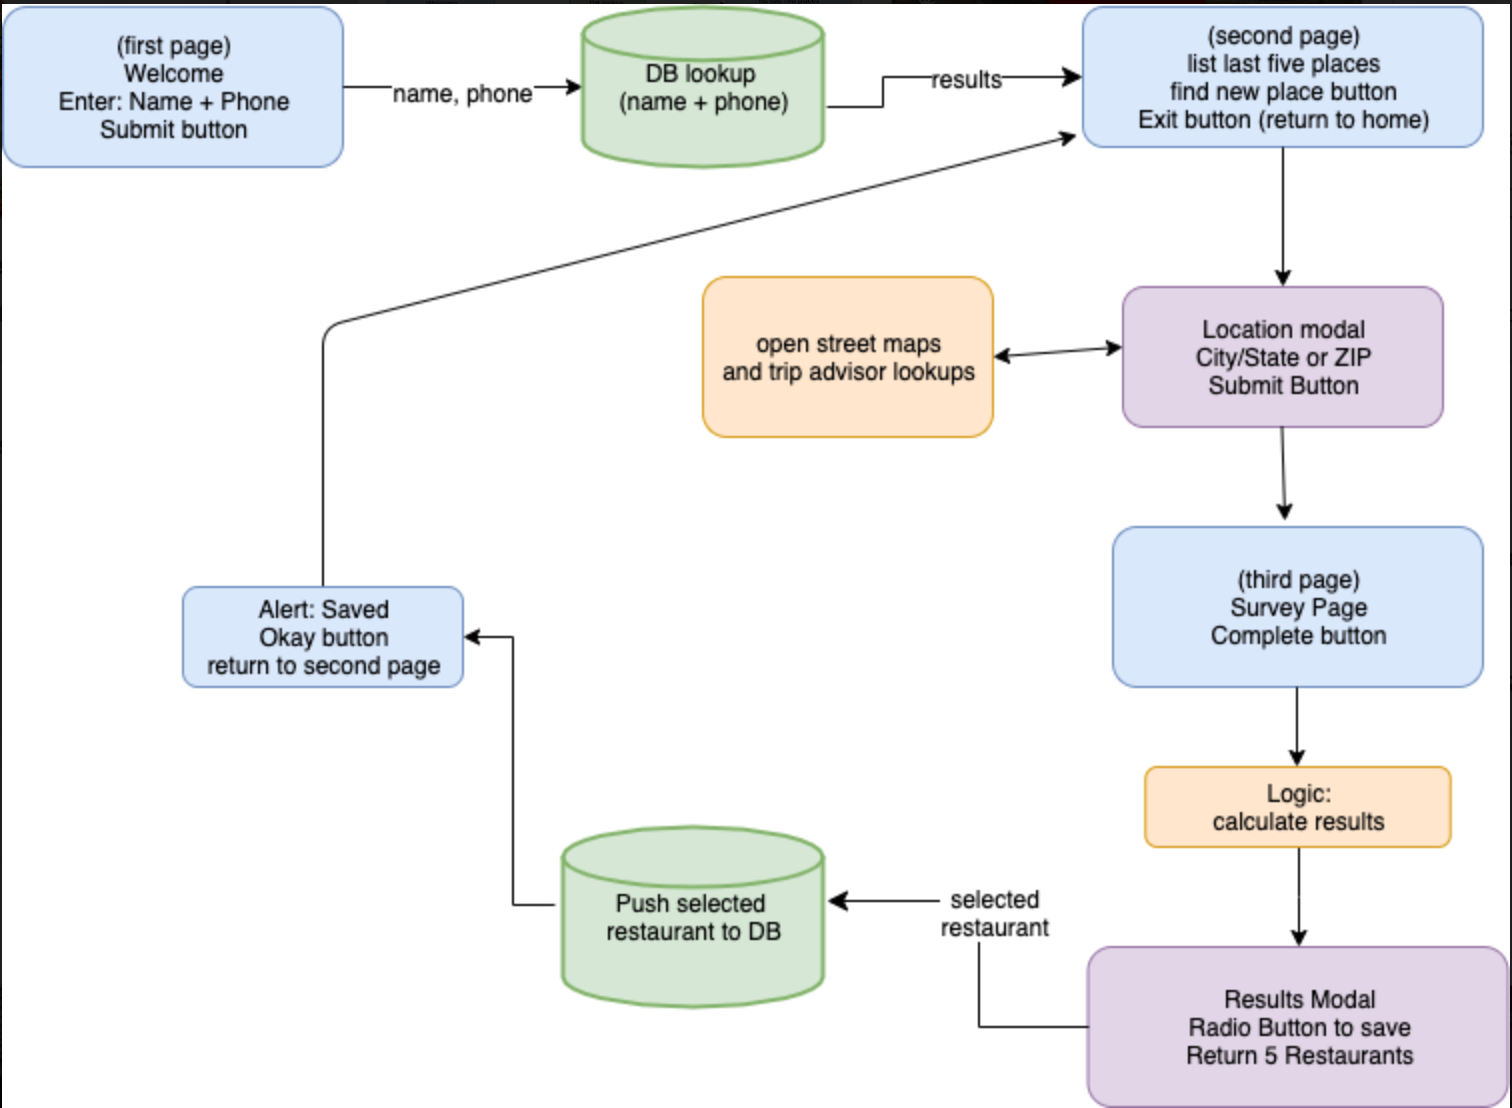 (first page)
Welcome
Enter: Name + Phone
Submit button
name, phone
DB lookup
(name + phone)
results
(second page)
list last five places
find new place button
Exit button (return to home)
open street maps
and trip advisor lookups
Location modal
City/State or ZIP
Submit Button
(third page)
Survey Page
Complete button
Alert: Saved
Okay button
return to second page
Logic:
calculate results
Push selected
restaurant to DB
selected
restaurant
Results Modal
Radio Button to save
Return 5 Restaurants